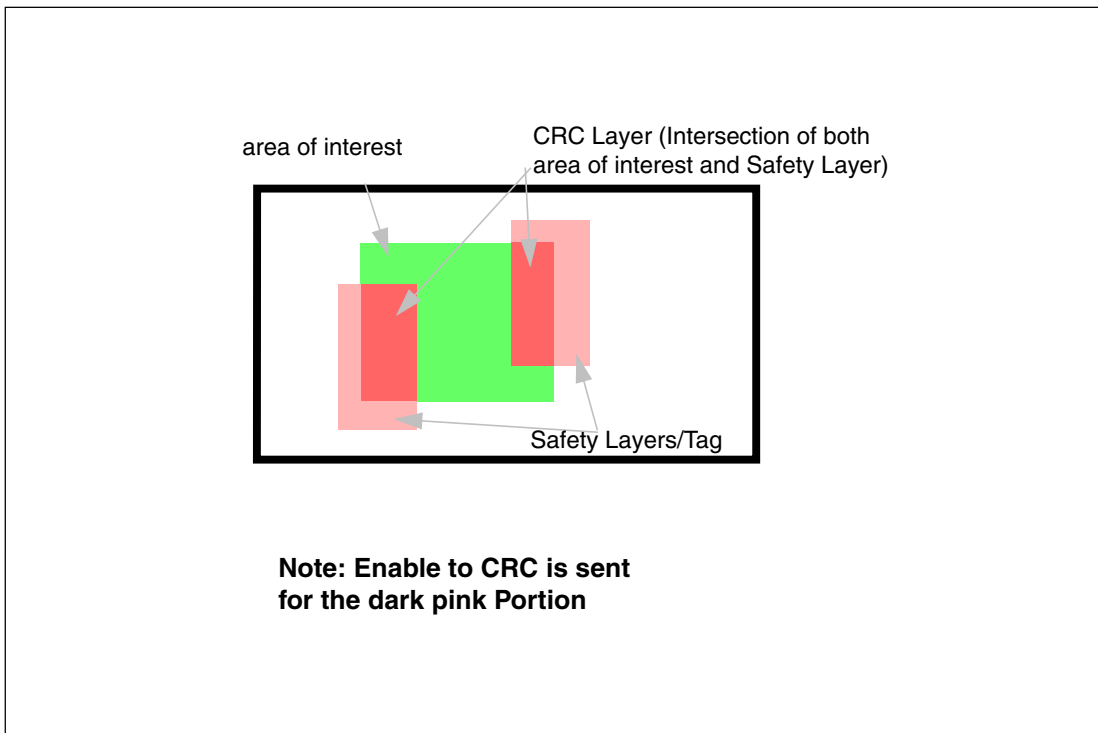 area of interest
CRC Layer (Intersection of both
area of interest and Safety Layer)
Safety Layers/Tag
Note: Enable to CRC is sent
for the dark pink Portion